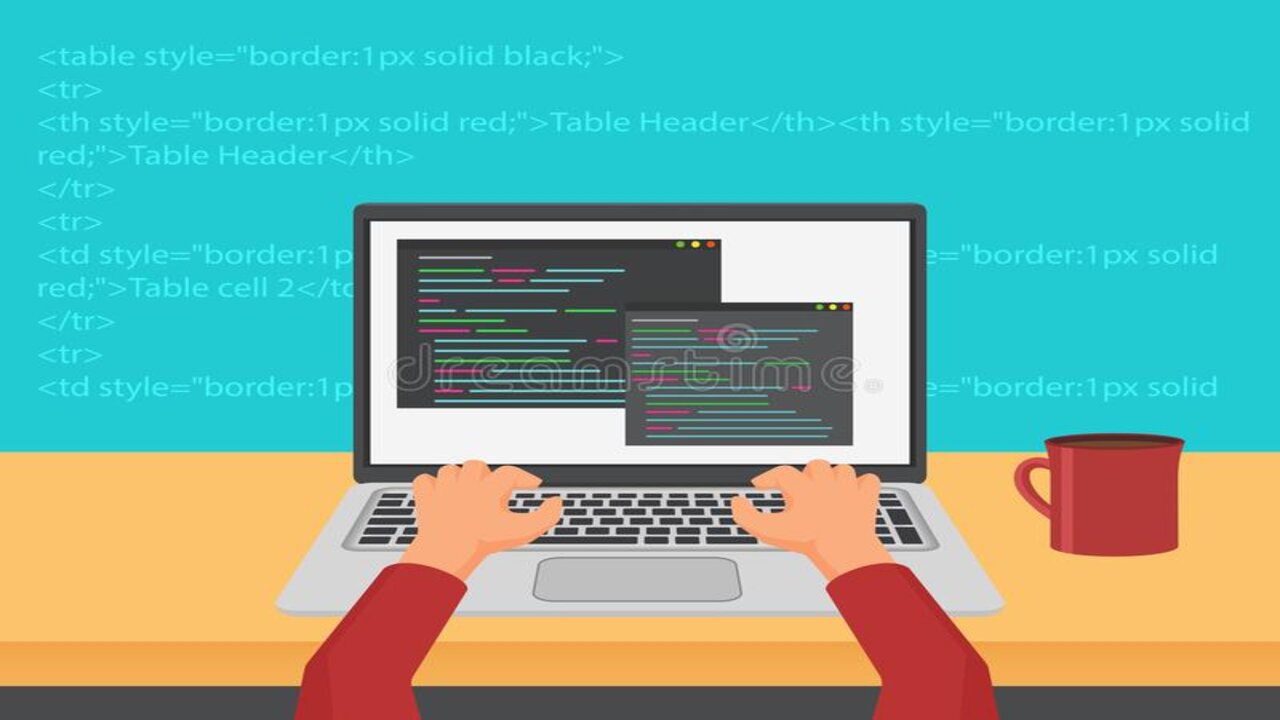 <table style="border:1px solid black;">
<tr>
<th style="border:1px solid red;">Table Header</th><th style="border:1px solid
red;">Table Header</th>
</tr>
<tr>
<td style="border:1p e="border:1px solid
red;">Table cell 2</td
</tr>
<tr>
<td style="border:1p e="border:1px solid
dreamstime